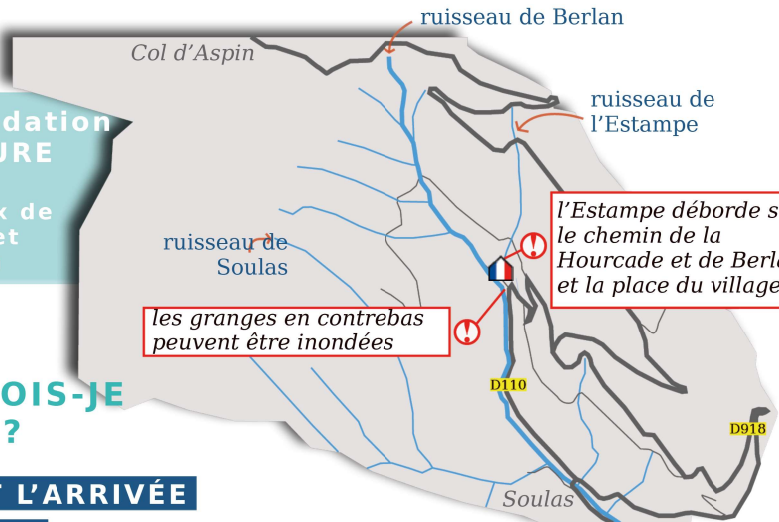 ruisseau de Berlan
Col d'Aspin
ruisseau de
l'Estampe
dation
URE
x de
et
l'Estampe déborde s
le chemin de la
Hourcade et de Berla
et la place du village
ruisseau de
Soulas
les granges en contrebas
peuvent être inondées
D110
OIS-JE
?
D918
T L'ARRIVÉE
Soulas